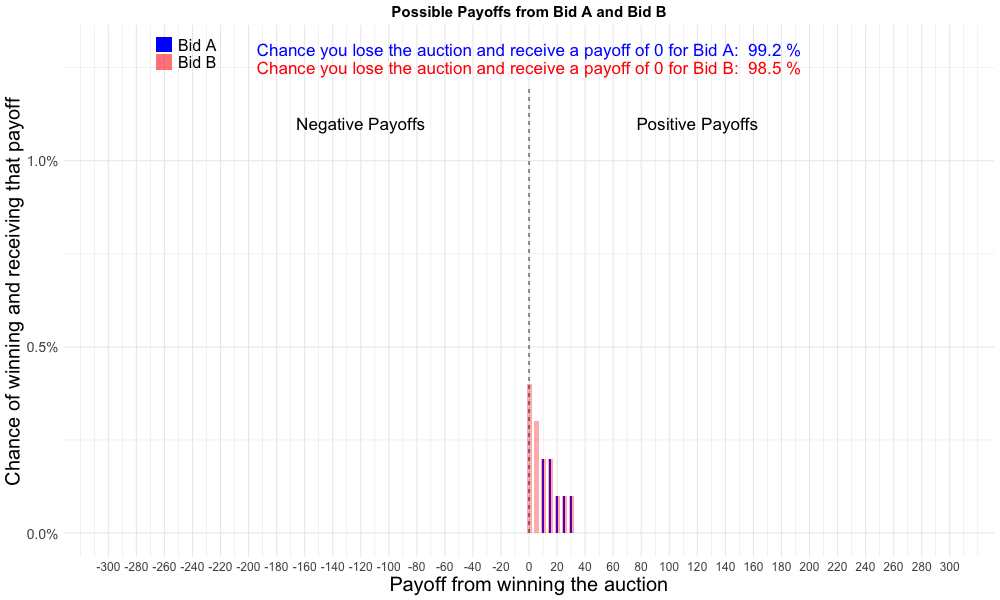 Possible Payoffs from Bid A and Bid B
Bid A
Bid B
Chance you lose the auction and receive a payoff of 0 for Bid A:  99.2 %
Chance you lose the auction and receive a payoff of 0 for Bid B:  98.5 %
Negative Payoffs
Positive Payoffs
Chance of winning and receiving that payoff
1.0%
0.5%
0.0%
-300 -280 -260 -240 -220 -200 -180 -160 -140 -120 -100 -80 -60 -40 -20 0 20 40 60 80 100 120 140 160 180 200 220 240 260 280 300
Payoff from winning the auction